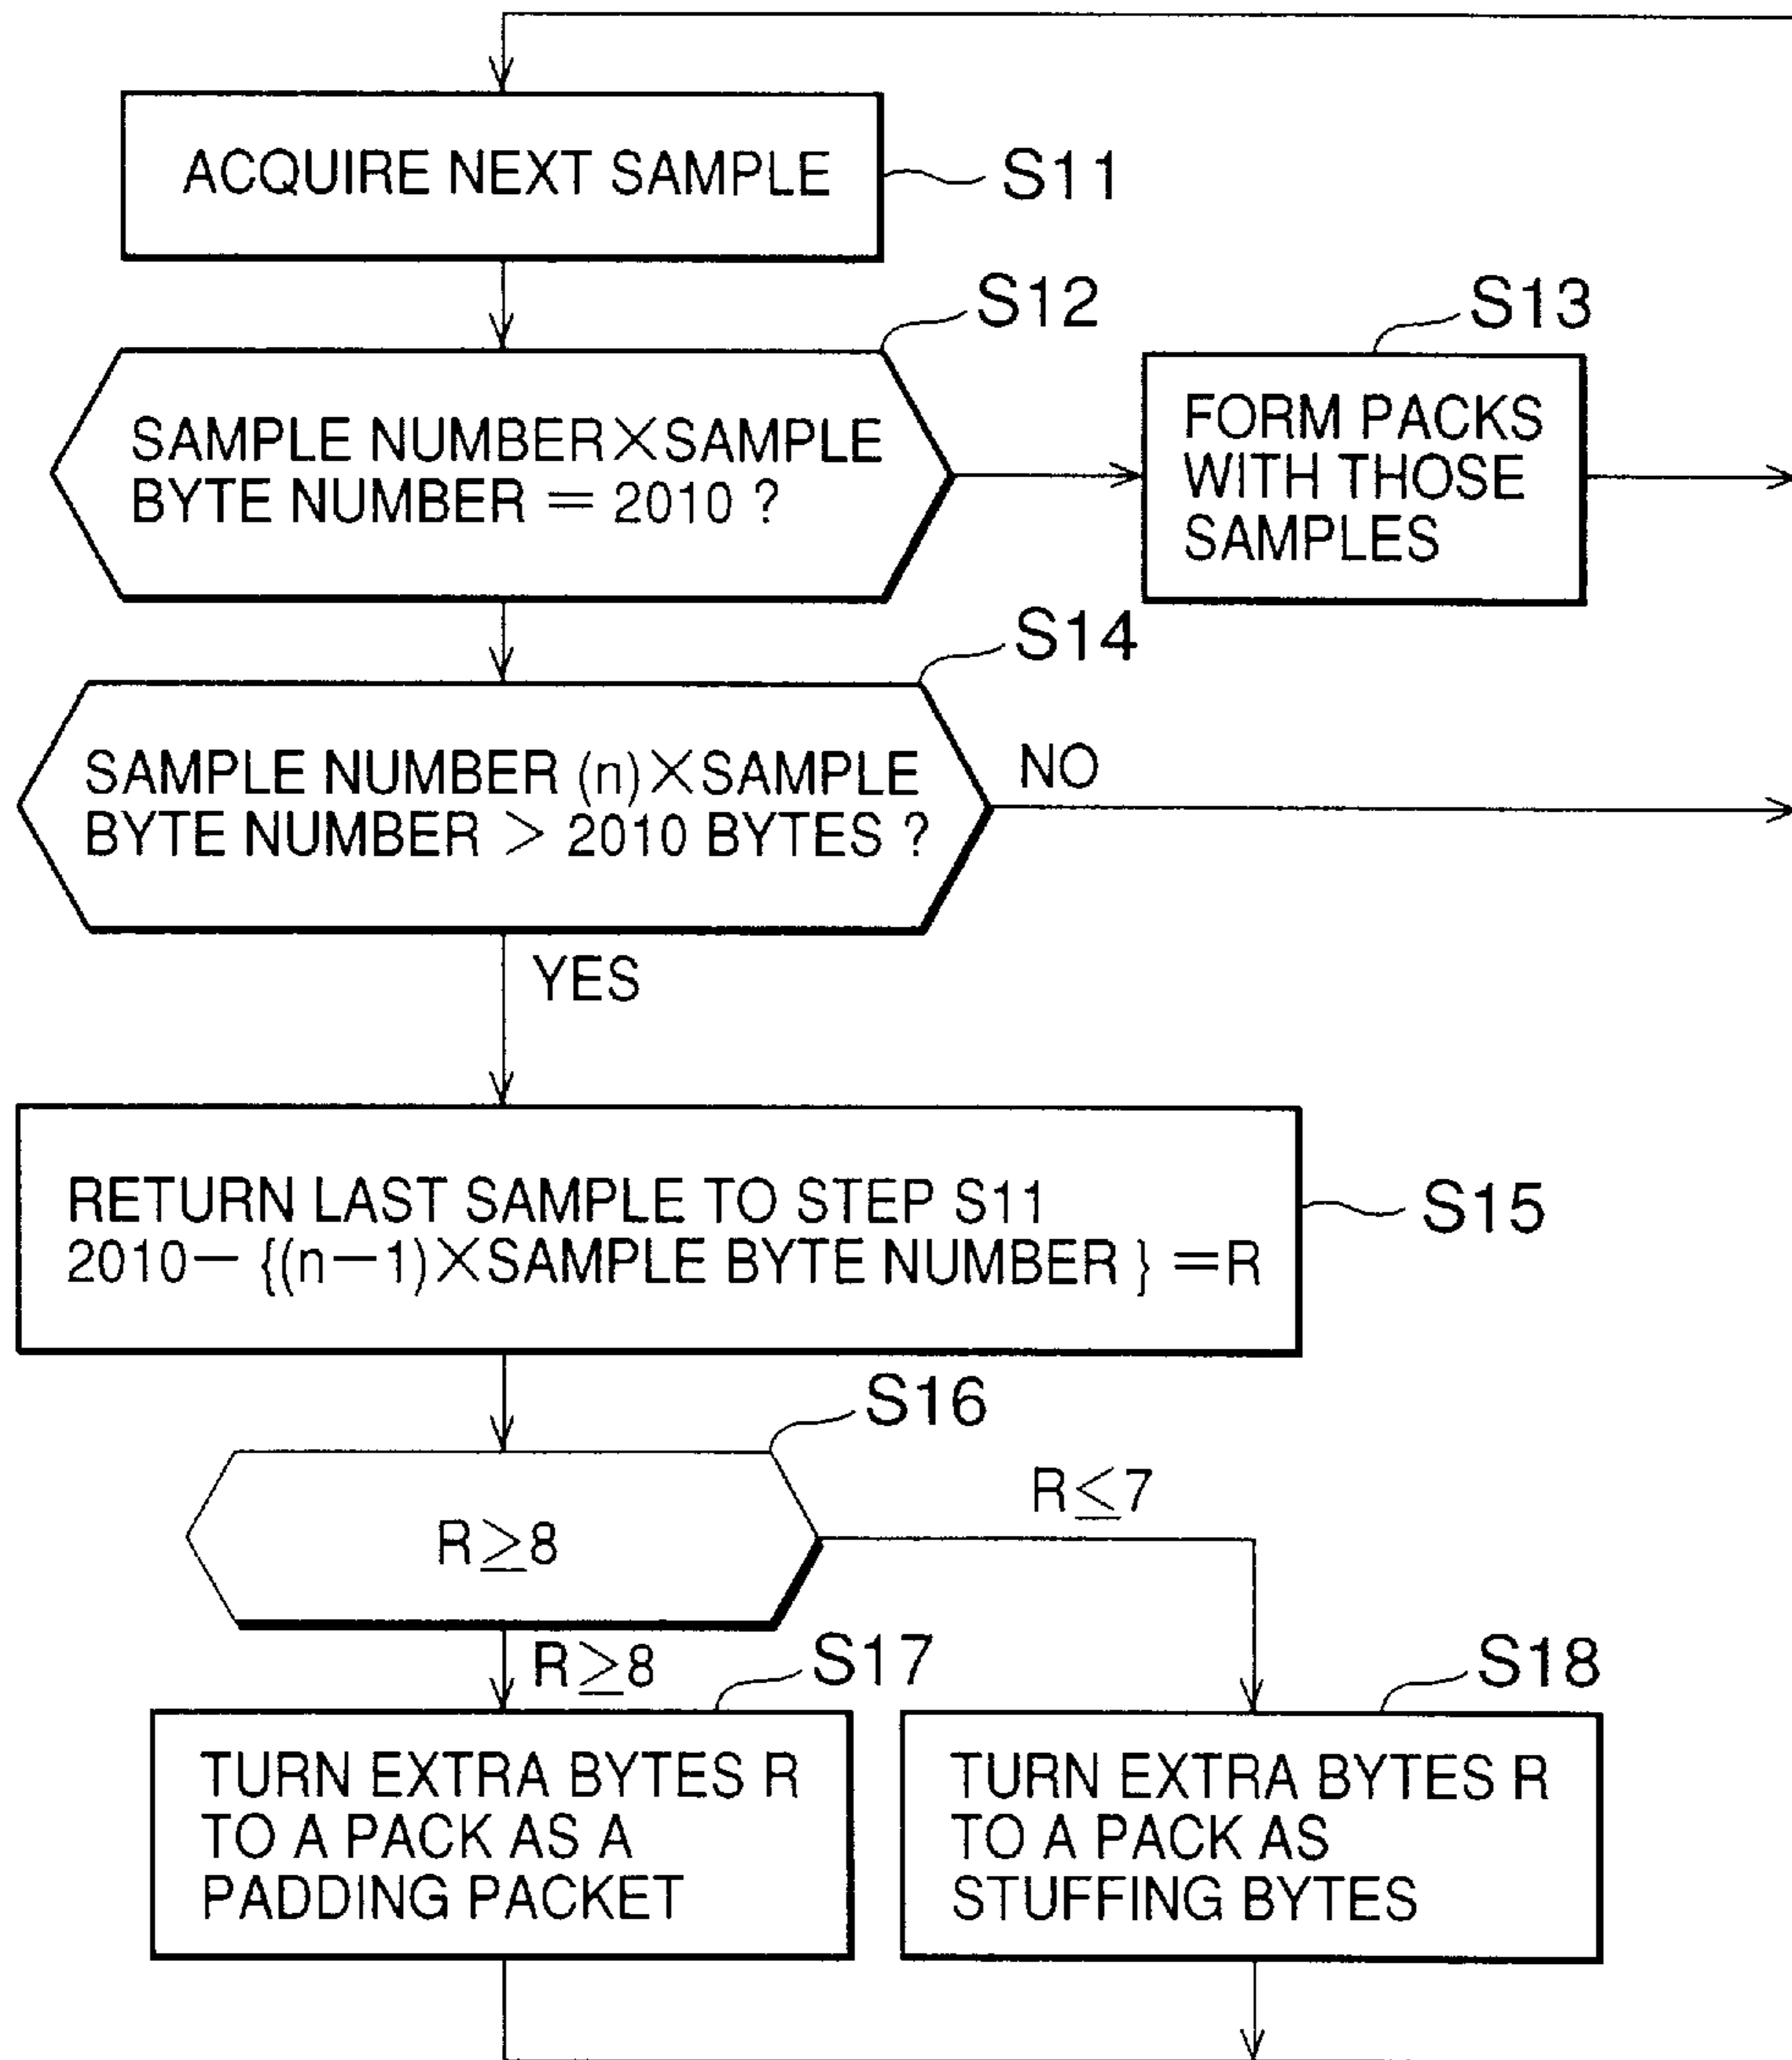 ACQUIRE NEXT SAMPLE
S11
S12
SAMPLE NUMBER×SAMPLE
BYTE NUMBER = 2010 ?
S13
FORM PACKS
WITH THOSE
SAMPLES
S14
SAMPLE NUMBER (n)×SAMPLE
BYTE NUMBER > 2010 BYTES ?
NO
YES
RETURN LAST SAMPLE TO STEP S11
2010− {(n−1)×SAMPLE BYTE NUMBER } =R
S15
S16
R≥8
R≤7
R≥8
S17
TURN EXTRA BYTES R
TO A PACK AS A
PADDING PACKET
S18
TURN EXTRA BYTES R
TO A PACK AS
STUFFING BYTES